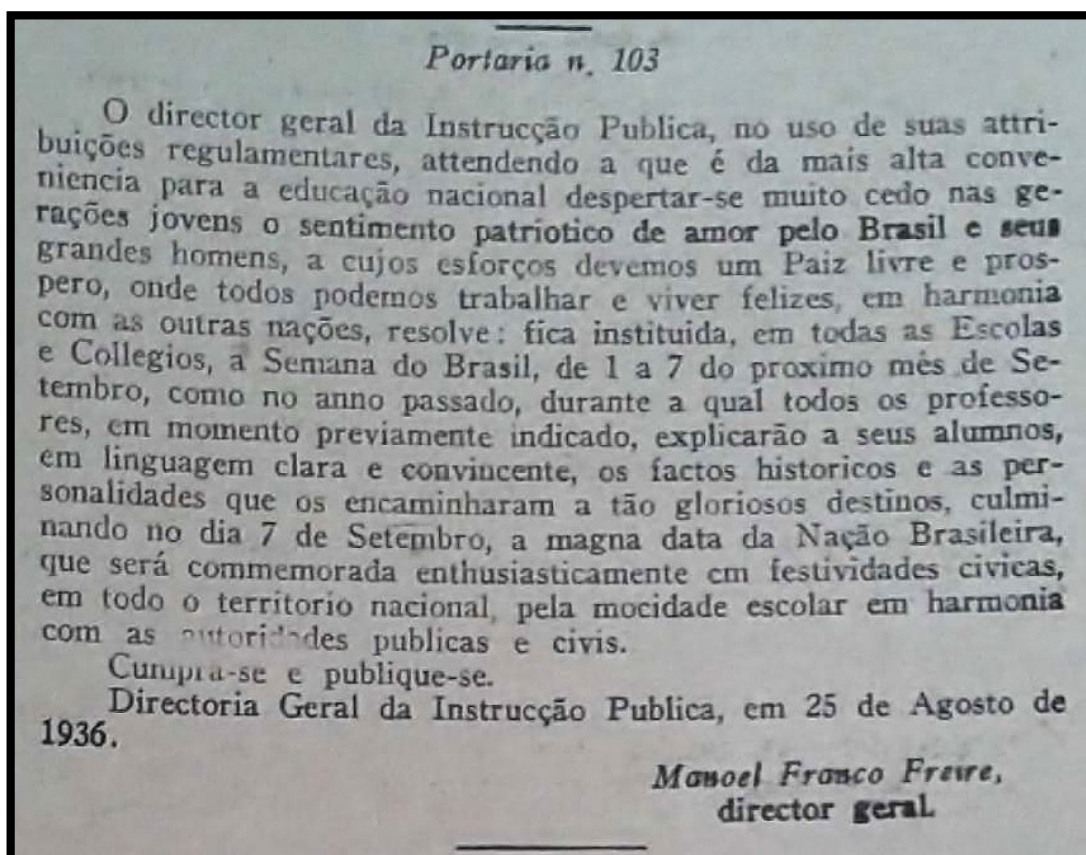 Portaria n. 103
O director geral da Instrucção Publica, no uso de suas attri-
buições regulamentares, attendendo a que é da mais alta conve-
niencia para a educação nacional despertar-se muito cedo nas ge-
rações jovens o sentimento patriotico de amor pelo Brasil e seus
grandes homens, a cujos esforços devemos um Paiz livre e pros-
pero, onde todos podemos trabalhar e viver felizes, em harmonia
com as outras nações, resolve: fica instituida, em todas as Escolas
e Collegios, a Semana do Brasil, de 1 a 7 do proximo mês de Se-
tembro, como no anno passado, durante a qual todos os professo-
res, em momento previamente indicado, explicarão a seus alumnos,
em linguagem clara e convincente, os factos historicos e as per-
sonalidades que os encaminharam a tão gloriosos destinos, culmi-
nando no dia 7 de Setembro, a magna data da Nação Brasileira,
que será commemorada enthusiasticamente em festividades civicas,
em todo o territorio nacional, pela mocidade escolar em harmonia
com as autoridades publicas e civis.
Cumpra-se e publique-se.
Directoria Geral da Instrucção Publica, em 25 de Agosto de
1936.
Manoel Franco Freire,
director geral.